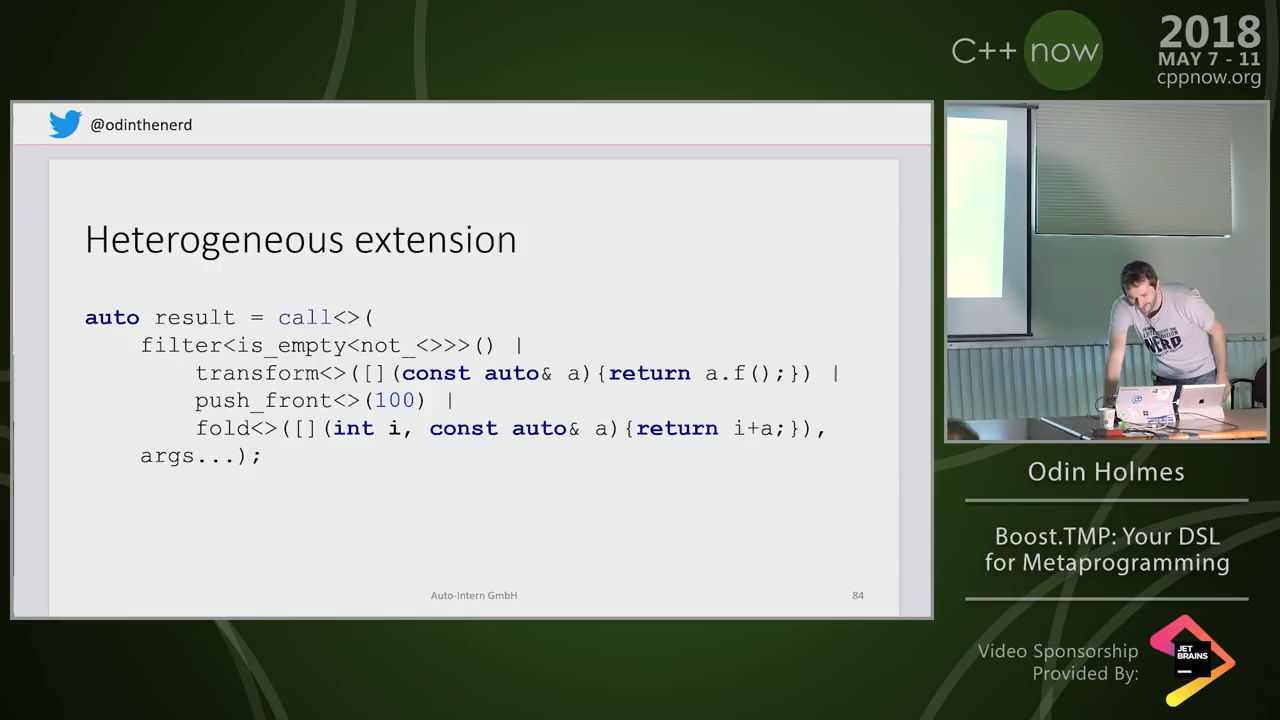 C++ now
2018
MAY 7 - 11
cppnow.org
@odinthenerd
Heterogeneous extension
auto result = call<>(
filter<is_empty<not_<>>>() |
transform<>([](const auto& a){return a.f();}) |
push_front<>(100) |
fold<>([](int i, const auto& a){return i+a;}),
args...);
Auto-Intern GmbH
84
NERD
Odin Holmes
Boost.TMP: Your DSL
for Metaprogramming
Video Sponsorship
Provided By:
JET
BRAINS